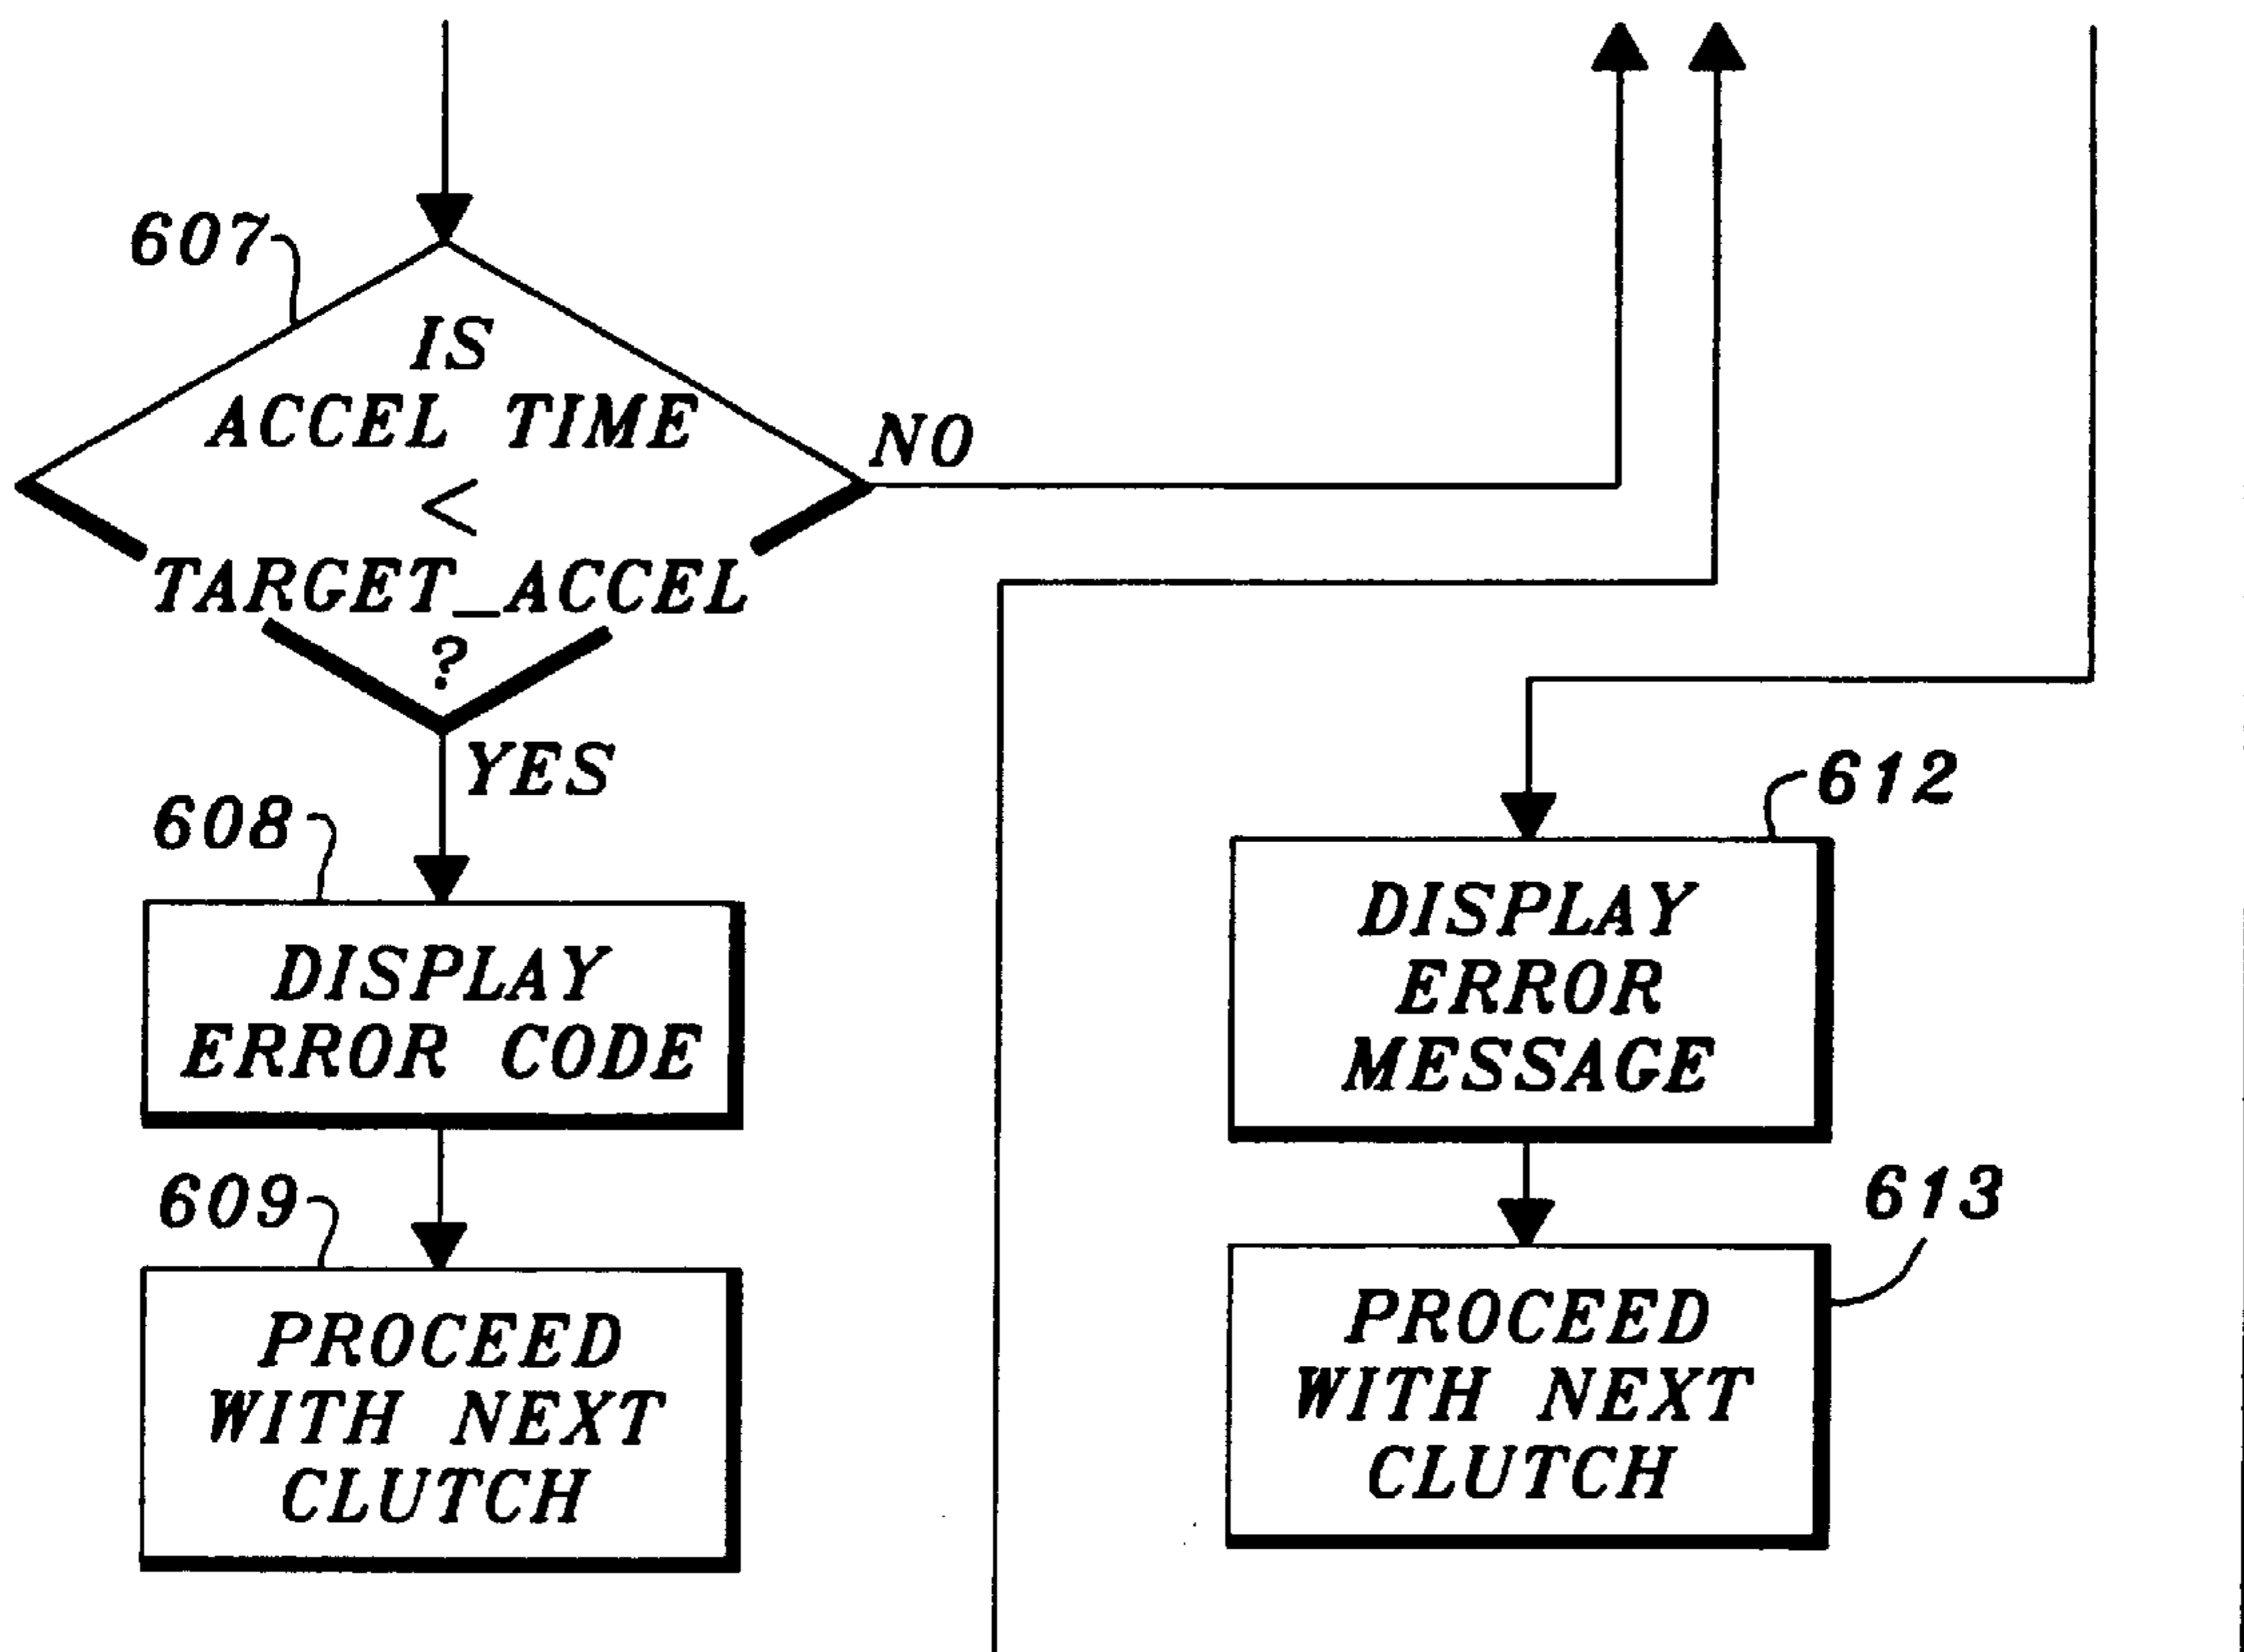 607
IS
ACCEL TIME
<
TARGET_ACCEL
?
NO
YES
608
DISPLAY
ERROR CODE
609
PROCEED
WITH NEXT
CLUTCH
612
DISPLAY
ERROR
MESSAGE
613
PROCEED
WITH NEXT
CLUTCH